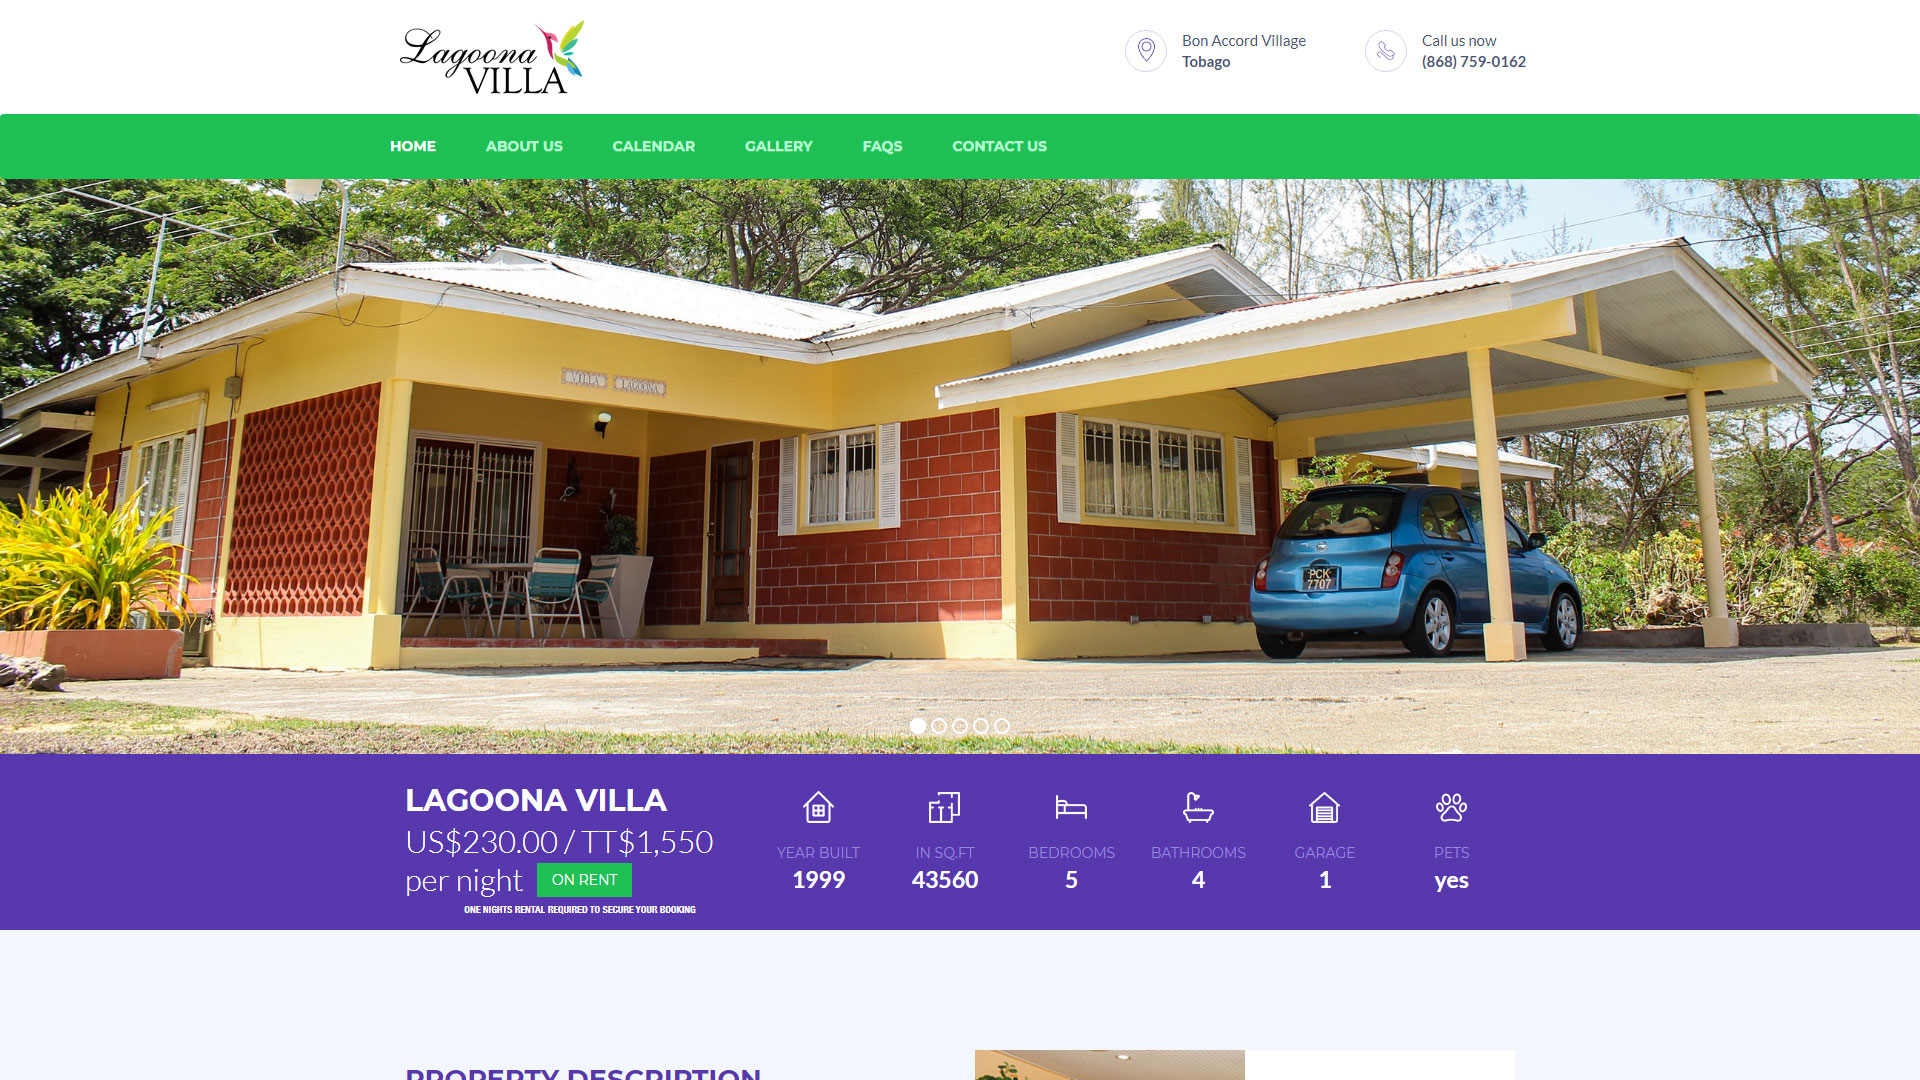 Lagoona
VILLA
Bon Accord Village
Tobago
Call us now
(868) 759-0162
HOME
ABOUT US
CALENDAR
GALLERY
FAQS
CONTACT US
VILLA LAGOONA
PCK
7707
LAGOONA VILLA
US$230.00 / TT$1,550
per night
ON RENT
ONE NIGHTS RENTAL REQUIRED TO SECURE YOUR BOOKING
YEAR BUILT
1999
IN SQ.FT
43560
BEDROOMS
5
BATHROOMS
4
GARAGE
1
PETS
yes
PROPERTY DESCRIPTION